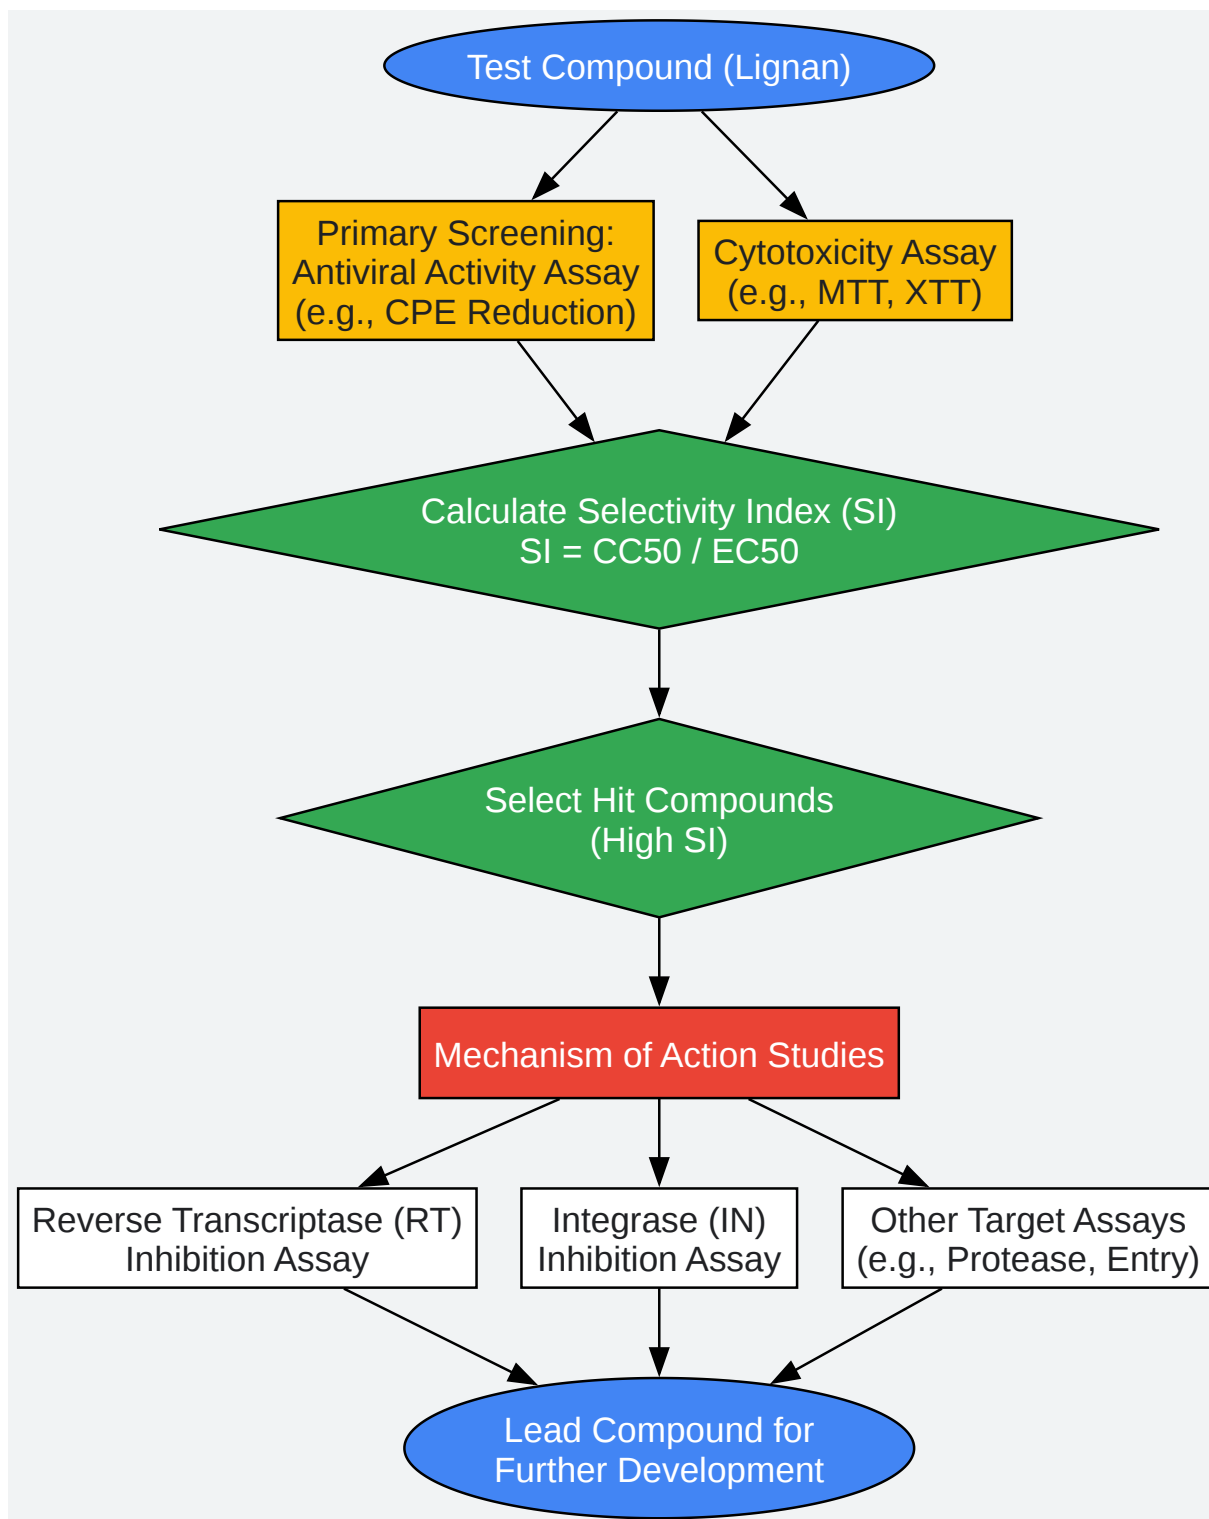 Test Compound (Lignan)
Primary Screening:
Antiviral Activity Assay
(e.g., CPE Reduction)
Cytotoxicity Assay
(e.g., MTT, XTT)
Calculate Selectivity Index (SI)
SI = CC50 / EC50
Select Hit Compounds
(High SI)
Mechanism of Action Studies
Reverse Transcriptase (RT)
Inhibition Assay
Integrase (IN)
Inhibition Assay
Other Target Assays
(e.g., Protease, Entry)
Lead Compound for
Further Development